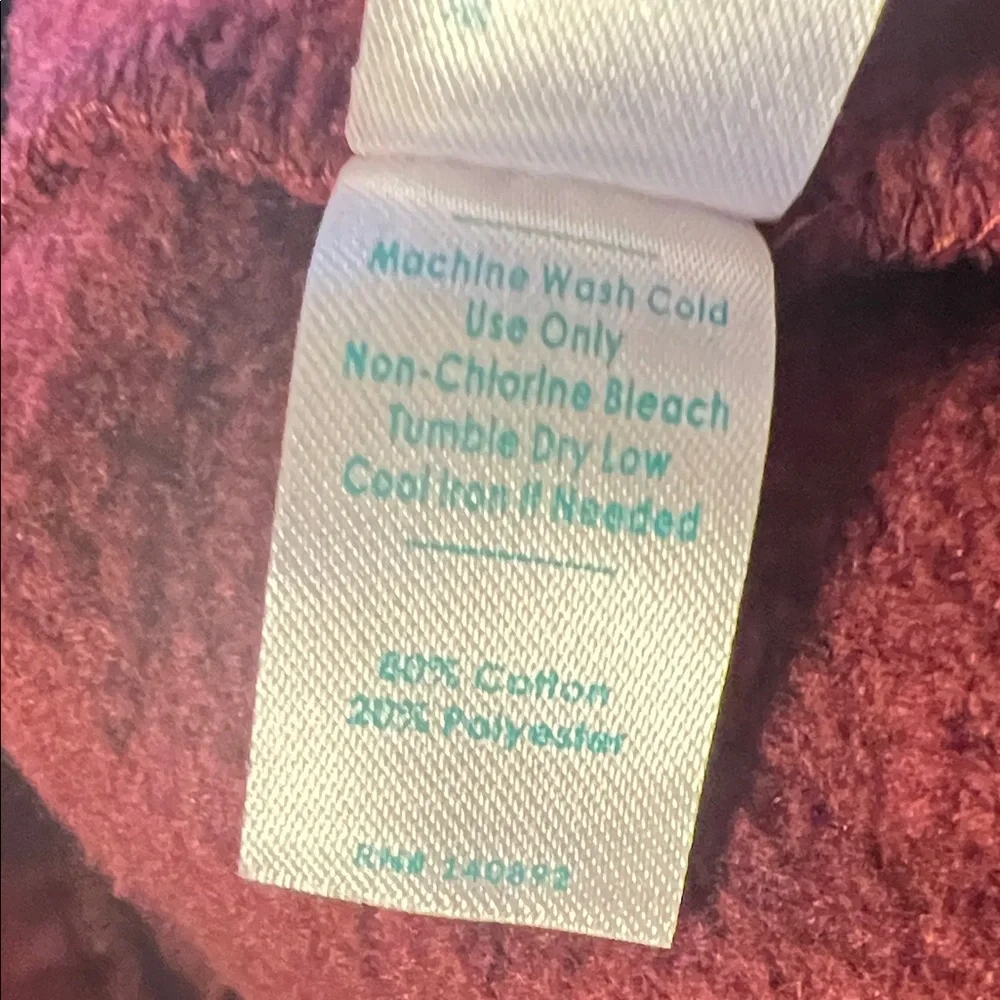 Machine Wash Cold
Use Only
Non-Chlorine Bleach
Tumble Dry Low
Cool Iron If Needed
80% Cotton
20% Polyester
RN# 140892